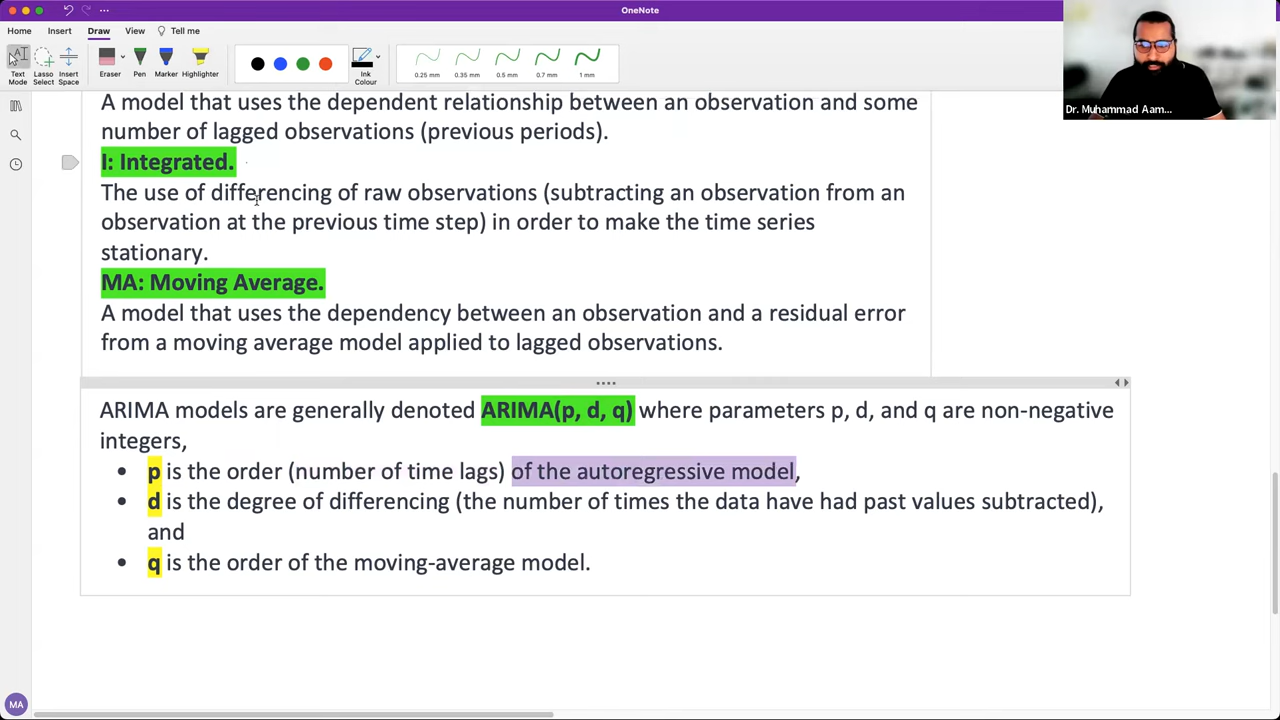 OneNote
Home Insert Draw View Tell me
Text Mode
Lasso Select
Insert Space
Eraser
Pen
Marker
Highlighter
Ink Colour
0.25 mm 0.35 mm 0.5 mm 0.7 mm 1 mm
Dr. Muhammad Aam...
A model that uses the dependent relationship between an observation and some
number of lagged observations (previous periods).
I: Integrated.
The use of differencing of raw observations (subtracting an observation from an
observation at the previous time step) in order to make the time series
stationary.
MA: Moving Average.
A model that uses the dependency between an observation and a residual error
from a moving average model applied to lagged observations.
ARIMA models are generally denoted ARIMA(p, d, q) where parameters p, d, and q are non-negative
integers,
• p is the order (number of time lags) of the autoregressive model,
• d is the degree of differencing (the number of times the data have had past values subtracted),
and
• q is the order of the moving-average model.
MA